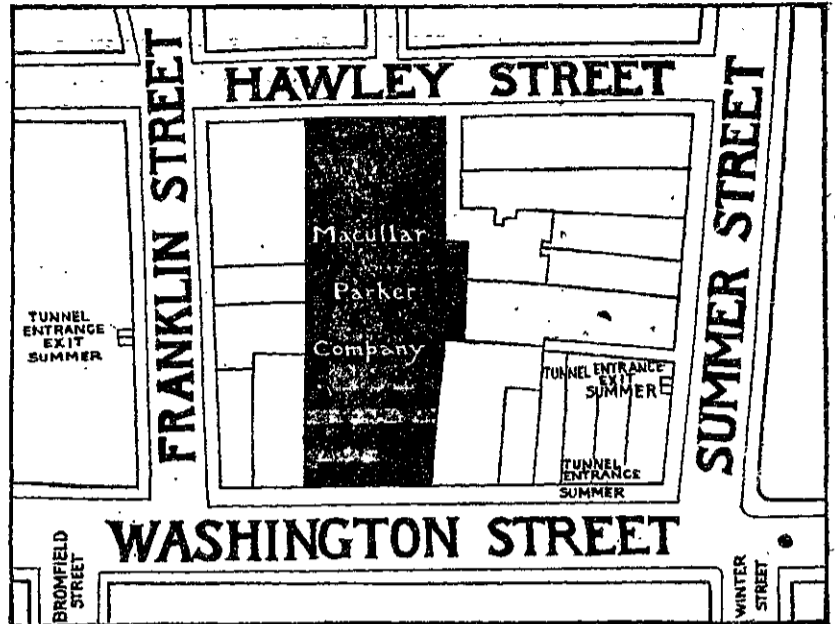 HAWLEY STREET
FRANKLIN STREET
SUMMER STREET
Macullar
Parker
Company
TUNNEL
ENTRANCE
EXIT
SUMMER
TUNNEL ENTRANCE
EXIT
SUMMER
TUNNEL
ENTRANCE
SUMMER
WASHINGTON STREET
BROMFIELD
STREET
WINTER
STREET